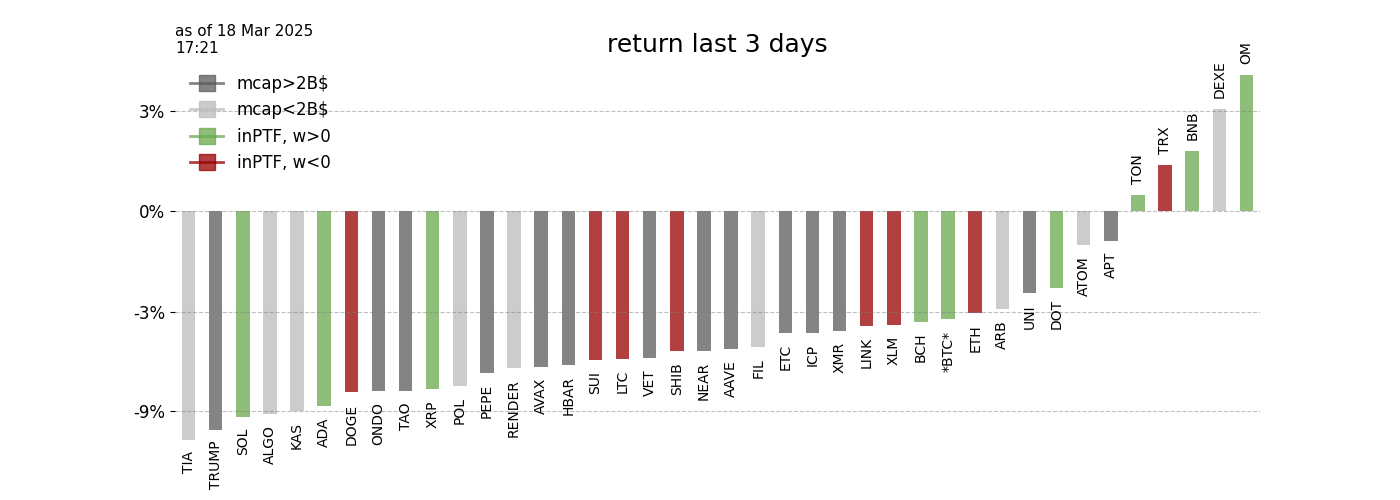 as of 18 Mar 2025
17:21
return last 3 days
mcap>2B$
mcap<2B$
inPTF, w>0
inPTF, w<0
3%
0%
-3%
-9%
TIA
TRUMP
SOL
ALGO
KAS
ADA
DOGE
ONDO
TAO
XRP
POL
PEPE
RENDER
AVAX
HBAR
SUI
LTC
VET
SHIB
NEAR
AAVE
FIL
ETC
ICP
XMR
LINK
XLM
BCH
*BTC*
ETH
ARB
UNI
DOT
ATOM
APT
TON
TRX
BNB
DEXE
OM